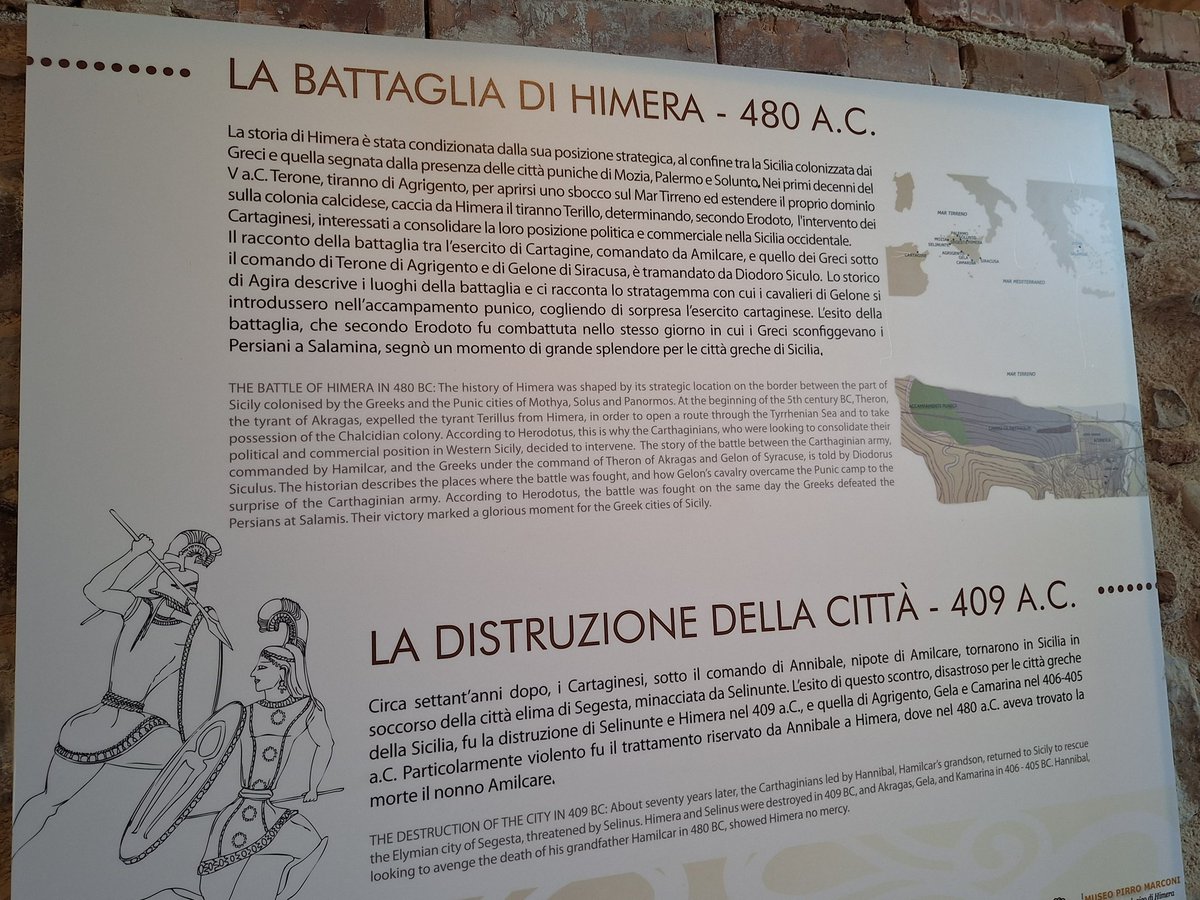 LA BATTAGLIA DI HIMERA - 480 A.C.
La storia di Himera è stata condizionata dalla sua posizione strategica, al confine tra la Sicilia colonizzata dai
Greci e quella segnata dalla presenza delle città puniche di Mozia, Palermo e Solunto. Nei primi decenni del
V a.C. Terone, tiranno di Agrigento, per aprirsi uno sbocco sul Mar Tirreno ed estendere il proprio dominio
sulla colonia calcidese, caccia da Himera il tiranno Terillo, determinando, secondo Erodoto, l'intervento dei
Cartaginesi, interessati a consolidare la loro posizione politica e commerciale nella Sicilia occidentale.
Il racconto della battaglia tra l'esercito di Cartagine, comandato da Amilcare, e quello dei Greci sotto
il comando di Terone di Agrigento e di Gelone di Siracusa, è tramandato da Diodoro Siculo. Lo storico
di Agira descrive i luoghi della battaglia e ci racconta lo stratagemma con cui i cavalieri di Gelone si
introdussero nell'accampamento punico, cogliendo di sorpresa l'esercito cartaginese. L'esito della
battaglia, che secondo Erodoto fu combattuta nello stesso giorno in cui i Greci sconfiggevano i
Persiani a Salamina, segnò un momento di grande splendore per le città greche di Sicilia.
THE BATTLE OF HIMERA IN 480 BC: The history of Himera was shaped by its strategic location on the border between the part of
Sicily colonised by the Greeks and the Punic cities of Mothya, Solus and Panormos. At the beginning of the 5th century BC, Theron,
the tyrant of Akragas, expelled the tyrant Terillus from Himera, in order to open a route through the Tyrrhenian Sea and to take
possession of the Chalcidian colony. According to Herodotus, this is why the Carthaginians, who were looking to consolidate their
political and commercial position in Western Sicily, decided to intervene. The story of the battle between the Carthaginian army,
commanded by Hamilcar, and the Greeks under the command of Theron of Akragas and Gelon of Syracuse, is told by Diodorus
Siculus. The historian describes the places where the battle was fought, and how Gelon's cavalry overcame the Punic camp to the
surprise of the Carthaginian army. According to Herodotus, the battle was fought on the same day the Greeks defeated the
Persians at Salamis. Their victory marked a glorious moment for the Greek cities of Sicily.
MAR TIRRENO
PALERMO
MOZIA
SELINUNTE
CARTAGINE
AGRIGENTO
GELA
CAMARINA
SIRACUSA
MAR MEDITERRANEO
MAR TIRRENO
ACCAMPAMENTO PUNICO
LA DISTRUZIONE DELLA CITTÀ - 409 A.C.
Circa settant'anni dopo, i Cartaginesi, sotto il comando di Annibale, nipote di Amilcare, tornarono in Sicilia in
soccorso della città elima di Segesta, minacciata da Selinunte. L'esito di questo scontro, disastroso per le città greche
della Sicilia, fu la distruzione di Selinunte e Himera nel 409 a.C., e quella di Agrigento, Gela e Camarina nel 406-405
a.C. Particolarmente violento fu il trattamento riservato da Annibale a Himera, dove nel 480 a.C. aveva trovato la
morte il nonno Amilcare.
THE DESTRUCTION OF THE CITY IN 409 BC: About seventy years later, the Carthaginians led by Hannibal, Hamilcar's grandson, returned to Sicily to rescue
the Elymian city of Segesta, threatened by Selinus. Himera and Selinus were destroyed in 409 BC, and Akragas, Gela, and Kamarina in 406 - 405 BC. Hannibal,
looking to avenge the death of his grandfather Hamilcar in 480 BC, showed Himera no mercy.
MUSEO PIRRO MARCONI
di Himera